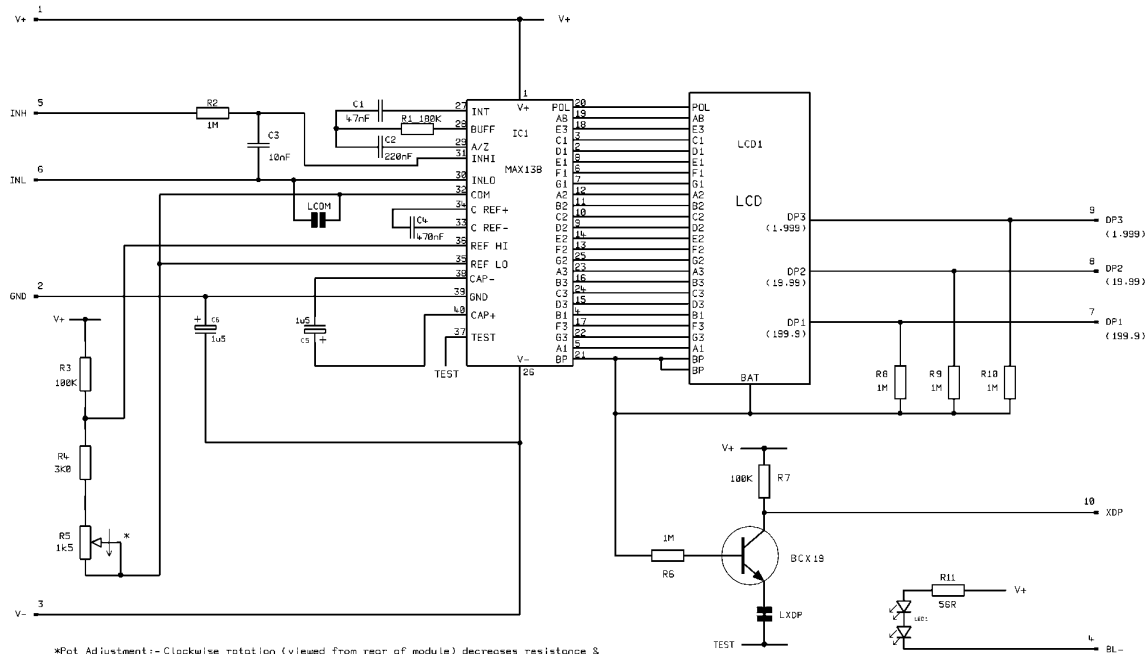 1
V+
V+
5
INH
R2
1M
C3
10nF
6
INL
LCOM
C1
47nF
R1 180K
C2
220nF
C4
470nF
1
V+
IC1
MAX138
27 INT
28 BUFF
29 A/Z
31 INHI
30 INLO
32 COM
34 C REF+
33 C REF-
36 REF HI
35 REF LO
38 CAP-
39 GND
40 CAP+
37 TEST
V-
26
TEST
POL 20
AB 19
E3 18
C1 3
D1 2
E1 8
F1 6
G1 7
A2 12
B2 11
C2 10
D2 9
E2 14
F2 13
G2 25
A3 23
B3 16
C3 24
D3 15
B1 4
F3 17
G3 22
A1 5
BP 21
POL
AB
E3
C1
D1
E1
F1
G1
A2
B2
C2
D2
E2
F2
G2
A3
B3
C3
D3
B1
F3
G3
A1
BP
BP
LCD1
LCD
DP3
(1.999)
DP2
(19.99)
DP1
(199.9)
BAT
9
DP3
(1.999)
8
DP2
(19.99)
7
DP1
(199.9)
R8
1M
R9
1M
R10
1M
2
GND
+ C6
1u5
1u5
C5 +
V+
R3
100K
R4
3K0
R5
1k5
*
3
V-
V+
100K R7
10
XDP
1M
R6
BCX19
LXDP
TEST
R11
56R
V+
LED1
4
BL-
*Pot Adjustment:- Clockwise rotation (viewed from rear of module) decreases resistance &